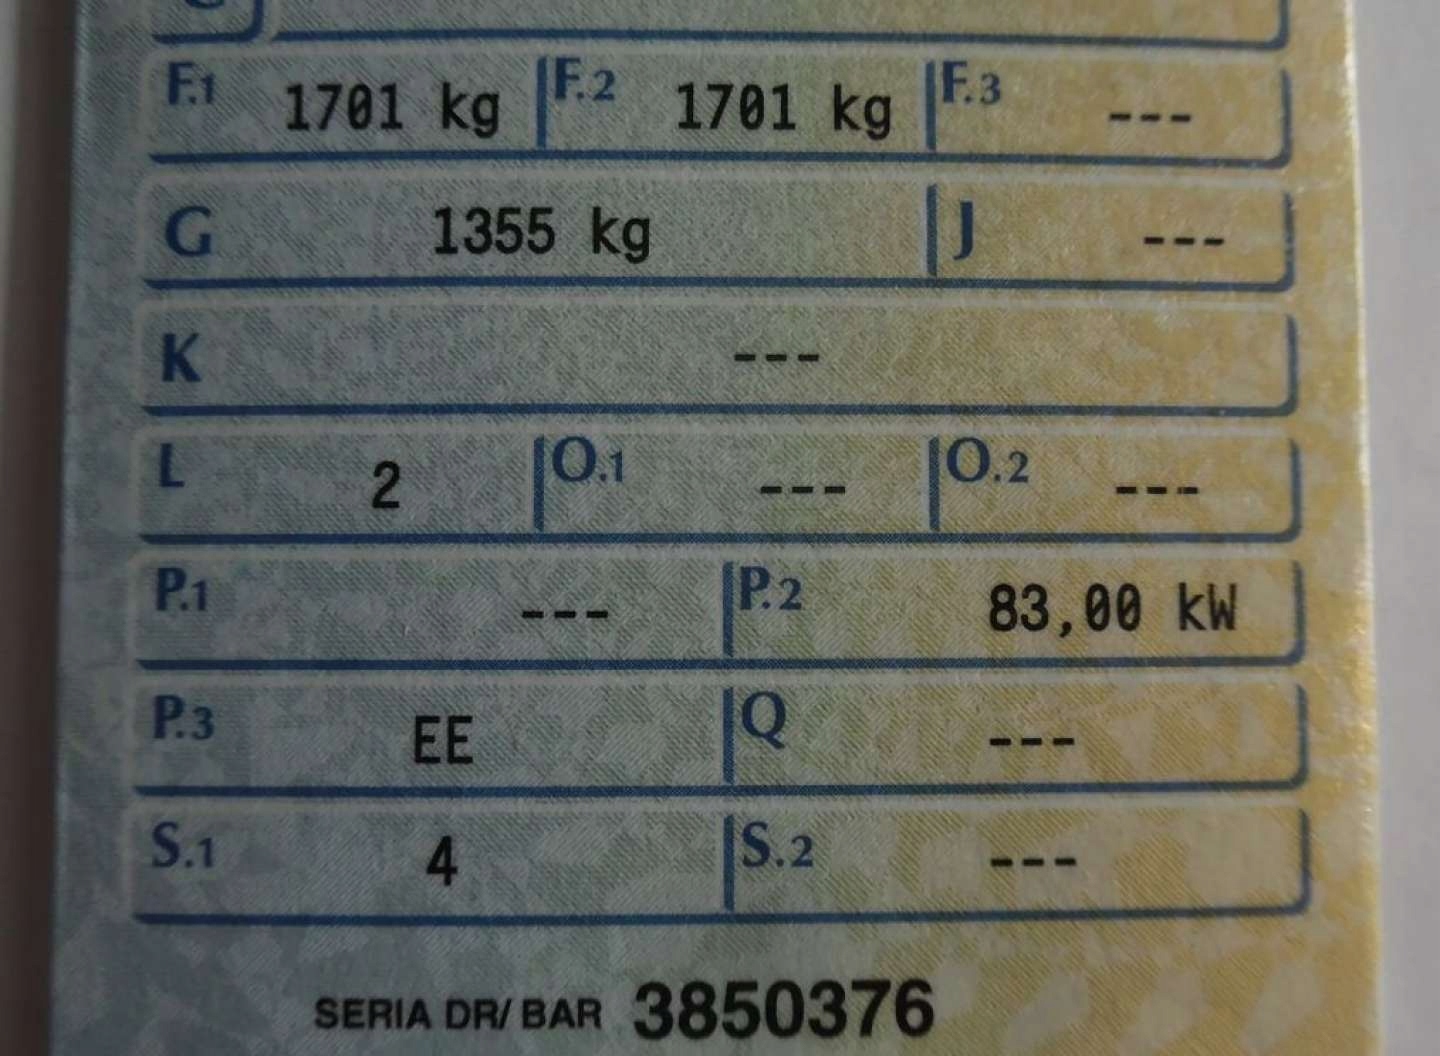 C
F.1 1701 kg F.2 1701 kg F.3 ---
G 1355 kg J ---
K ---
L 2 O.1 --- O.2 ---
P.1 --- P.2 83,00 kW
P.3 EE Q ---
S.1 4 S.2 ---
SERIA DR/ BAR 3850376